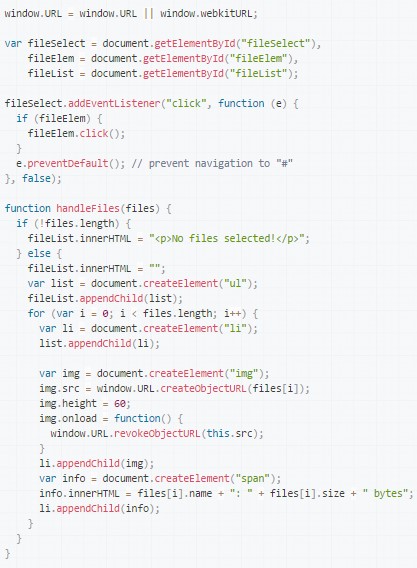 window.URL = window.URL || window.webkitURL;

var fileSelect = document.getElementById("fileSelect"),
    fileElem = document.getElementById("fileElem"),
    fileList = document.getElementById("fileList");

fileSelect.addEventListener("click", function (e) {
  if (fileElem) {
    fileElem.click();
  }
  e.preventDefault(); // prevent navigation to "#"
}, false);

function handleFiles(files) {
  if (!files.length) {
    fileList.innerHTML = "<p>No files selected!</p>";
  } else {
    fileList.innerHTML = "";
    var list = document.createElement("ul");
    fileList.appendChild(list);
    for (var i = 0; i < files.length; i++) {
      var li = document.createElement("li");
      list.appendChild(li);

      var img = document.createElement("img");
      img.src = window.URL.createObjectURL(files[i]);
      img.height = 60;
      img.onload = function() {
        window.URL.revokeObjectURL(this.src);
      }
      li.appendChild(img);
      var info = document.createElement("span");
      info.innerHTML = files[i].name + ": " + files[i].size + " bytes";
      li.appendChild(info);
    }
  }
}